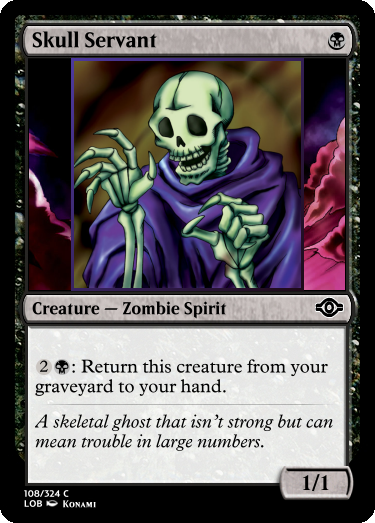 Skull Servant
Creature — Zombie Spirit
2 : Return this creature from your
graveyard to your hand.
A skeletal ghost that isn't strong but can
mean trouble in large numbers.
1/1
108/324 C
LOB KONAMI